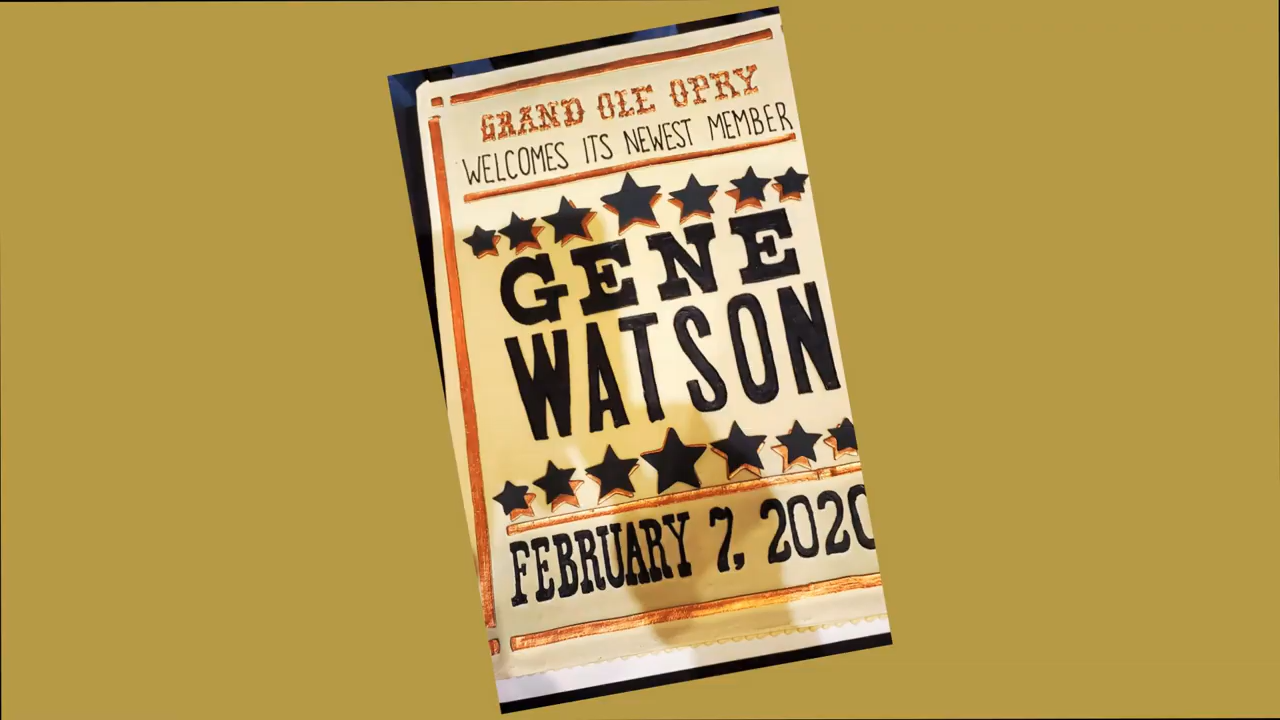 GRAND OLE OPRY
WELCOMES ITS NEWEST MEMBER
GENE
WATSON
FEBRUARY 7, 2020